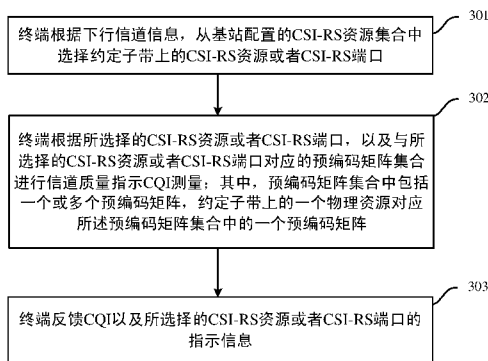 301
终端根据下行信道信息，从基站配置的CSI-RS资源集合中
选择约定子带上的CSI-RS资源或者CSI-RS端口
302
终端根据所选择的CSI-RS资源或者CSI-RS端口，以及与所
选择的CSI-RS资源或者CSI-RS端口对应的预编码矩阵集合
进行信道质量指示CQI测量；其中，预编码矩阵集合中包括
一个或多个预编码矩阵，约定子带上的一个物理资源对应
所述预编码矩阵集合中的一个预编码矩阵
303
终端反馈CQI以及所选择的CSI-RS资源或者CSI-RS端口的
指示信息